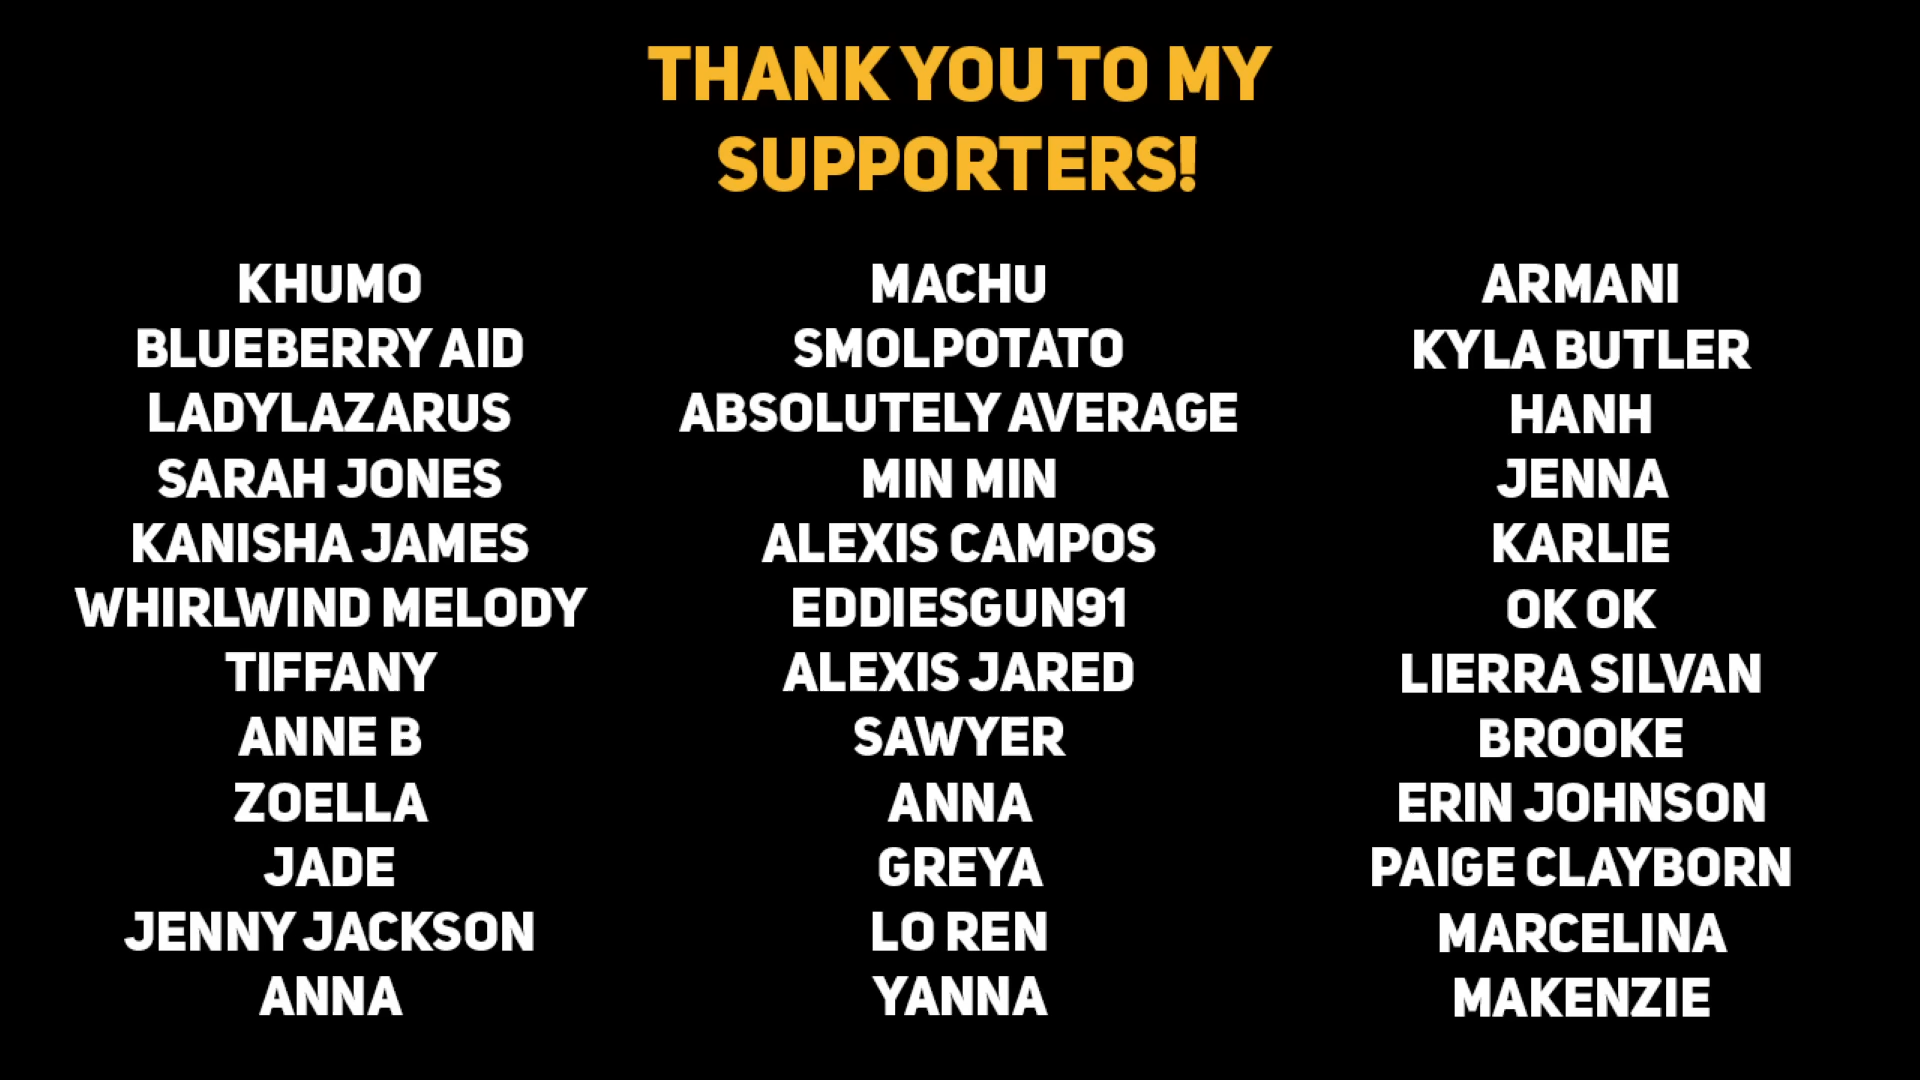 THANK YOU TO MY
SUPPORTERS!
KHUMO
BLUEBERRY AID
LADYLAZARUS
SARAH JONES
KANISHA JAMES
WHIRLWIND MELODY
TIFFANY
ANNE B
ZOELLA
JADE
JENNY JACKSON
ANNA
MACHU
SMOLPOTATO
ABSOLUTELY AVERAGE
MIN MIN
ALEXIS CAMPOS
EDDIESGUN91
ALEXIS JARED
SAWYER
ANNA
GREYA
LO REN
YANNA
ARMANI
KYLA BUTLER
HANH
JENNA
KARLIE
OK OK
LIERRA SILVAN
BROOKE
ERIN JOHNSON
PAIGE CLAYBORN
MARCELINA
MAKENZIE